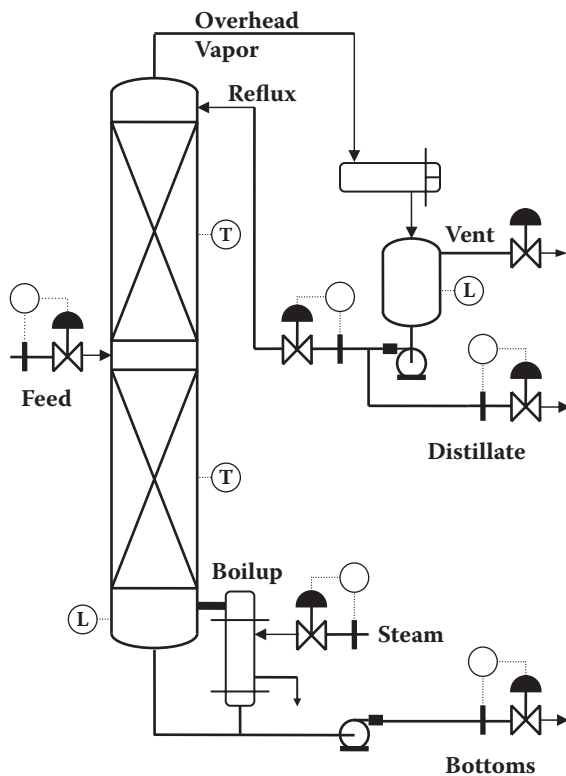 Overhead
Vapor
Reflux
T
Vent
L
Feed
Distillate
T
Boilup
L
Steam
Bottoms